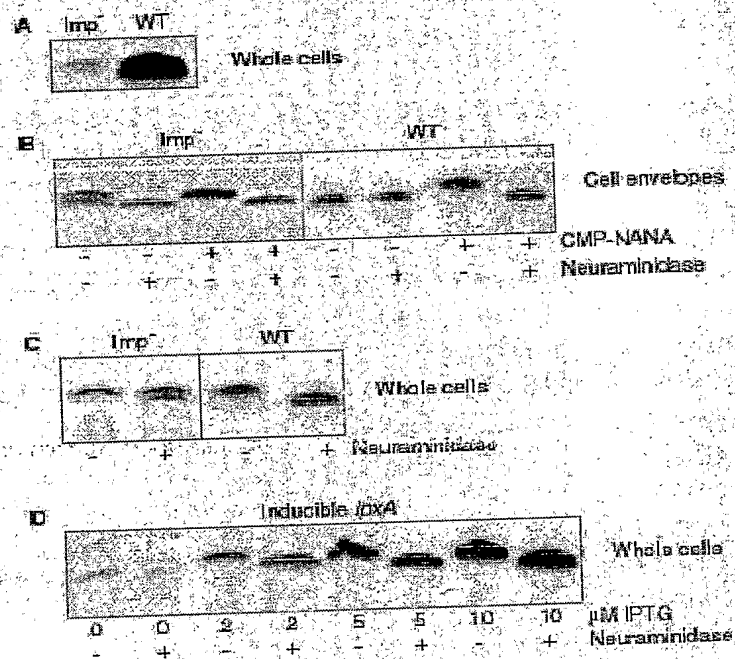 A Imp⁻ WT
Whole cells
B Imp⁻ WT
Cell envelopes
- - + + - - + + CMP-NANA
- + - + - + - + Neuraminidase
C Imp⁻ WT
Whole cells
- + - + Neuraminidase
D Inducible lpxA
Whole cells
0 0 2 2 5 5 10 10 µM IPTG
- + - + - + - + Neuraminidase